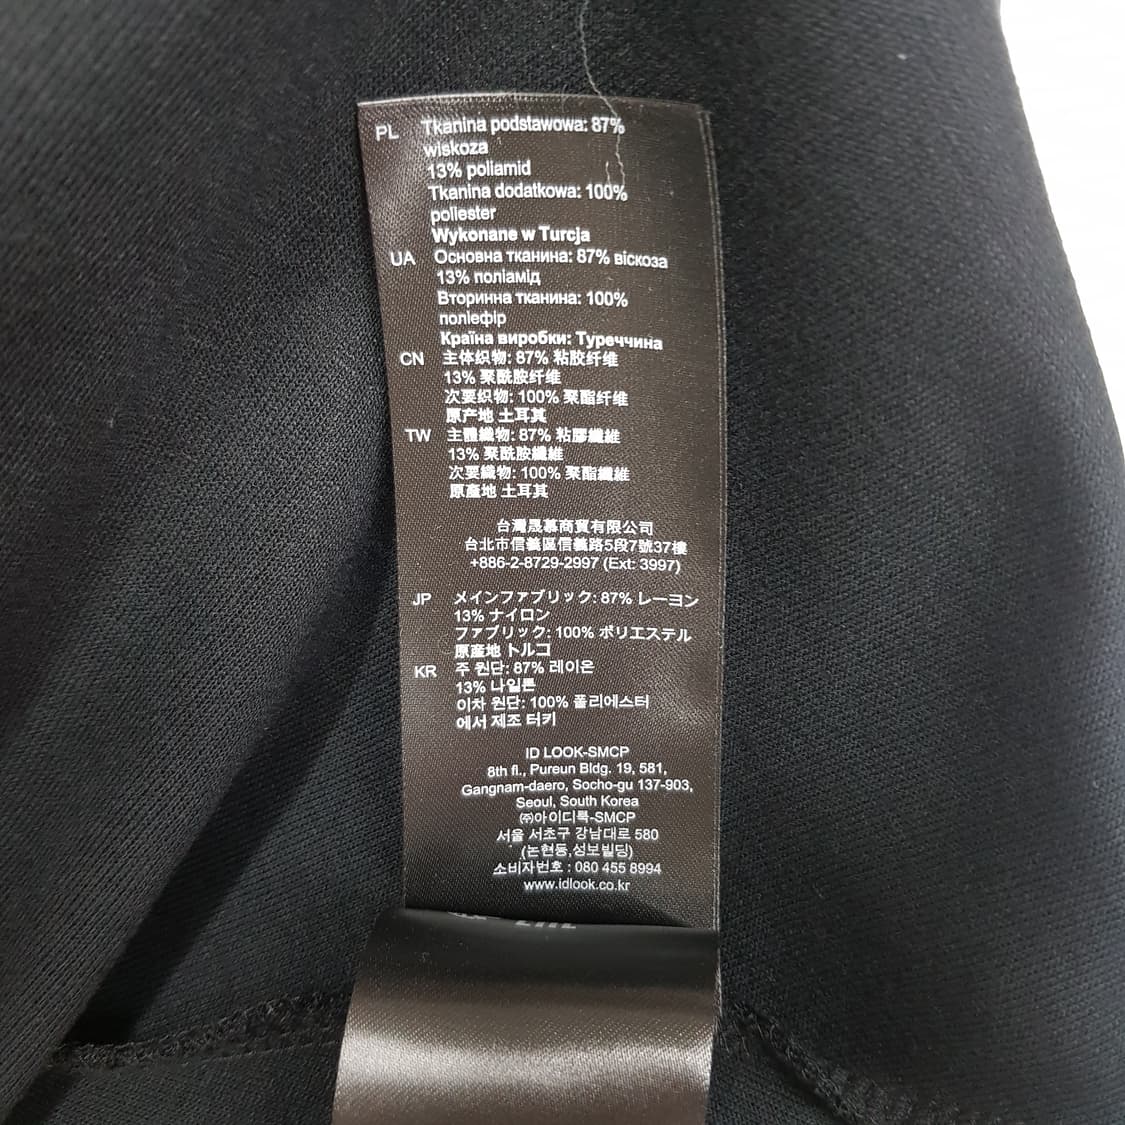 PL Tkanina podstawowa: 87%
wiskoza
13% poliamid
Tkanina dodatkowa: 100%
poliester
Wykonane w Turcja
UA Основна тканина: 87% віскоза
13% поліамід
Вторинна тканина: 100%
поліефір
Країна виробки: Туреччина
CN 主体织物: 87% 粘胶纤维
13% 聚酰胺纤维
次要织物: 100% 聚酯纤维
原产地 土耳其
TW 主體織物: 87% 粘膠纖維
13% 聚酰胺纖維
次要織物: 100% 聚酯纖維
原產地 土耳其
台灣晟慕商貿有限公司
台北市信義區信義路5段7號37樓
+886-2-8729-2997 (Ext: 3997)
JP メインファブリック: 87% レーヨン
13% ナイロン
ファブリック: 100% ポリエステル
原産地 トルコ
KR 주 원단: 87% 레이온
13% 나일론
이차 원단: 100% 폴리에스터
에서 제조 터키
ID LOOK-SMCP
8th fl., Pureun Bldg. 19, 581,
Gangnam-daero, Socho-gu 137-903,
Seoul, South Korea
㈜아이디룩-SMCP
서울 서초구 강남대로 580
(논현동,성보빌딩)
소비자번호 : 080 455 8994
www.idlook.co.kr